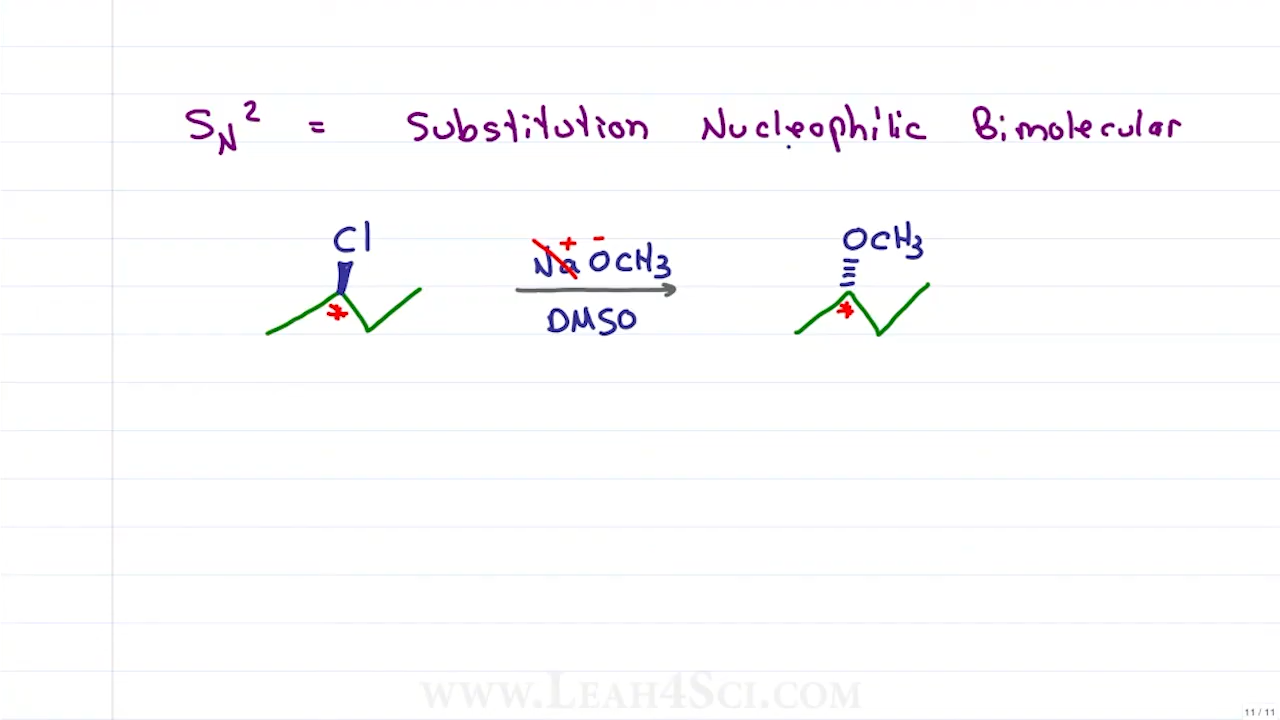 SN2 = Substitution Nucleophilic Bimolecular
Cl
Na+ -OCH3
DMSO
OCH3
*
*
www.Leah4Sci.com
11 / 11